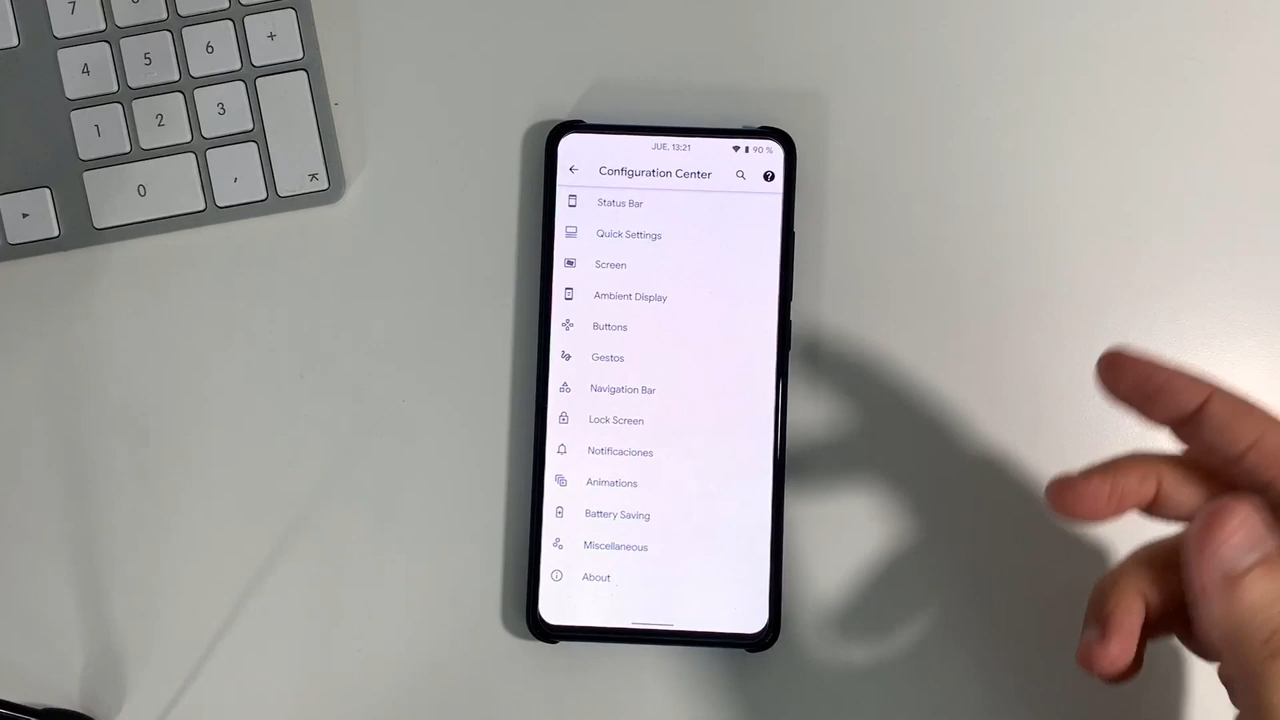 7
+
4
5
6
1
2
3
0
,
JUE, 13:21
90 %
Configuration Center
?
Status Bar
Quick Settings
Screen
Ambient Display
Buttons
Gestos
Navigation Bar
Lock Screen
Notificaciones
Animations
Battery Saving
Miscellaneous
About